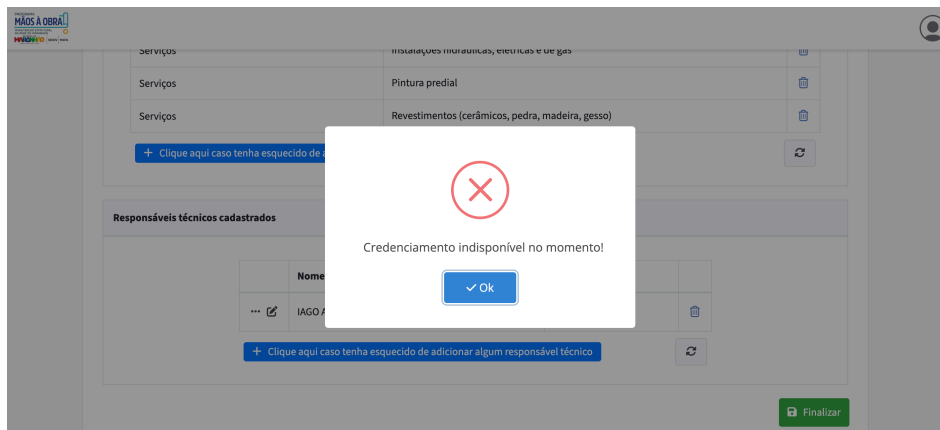 MÃOS À OBRA!
Serviços
Instalações hidráulicas, elétricas e de gás
Serviços
Pintura predial
Serviços
Revestimentos (cerâmicos, pedra, madeira, gesso)
+ Clique aqui caso tenha esquecido de a
Credenciamento indisponível no momento!
Ok
Responsáveis técnicos cadastrados
Nome
IAGO A
+ Clique aqui caso tenha esquecido de adicionar algum responsável técnico
Finalizar